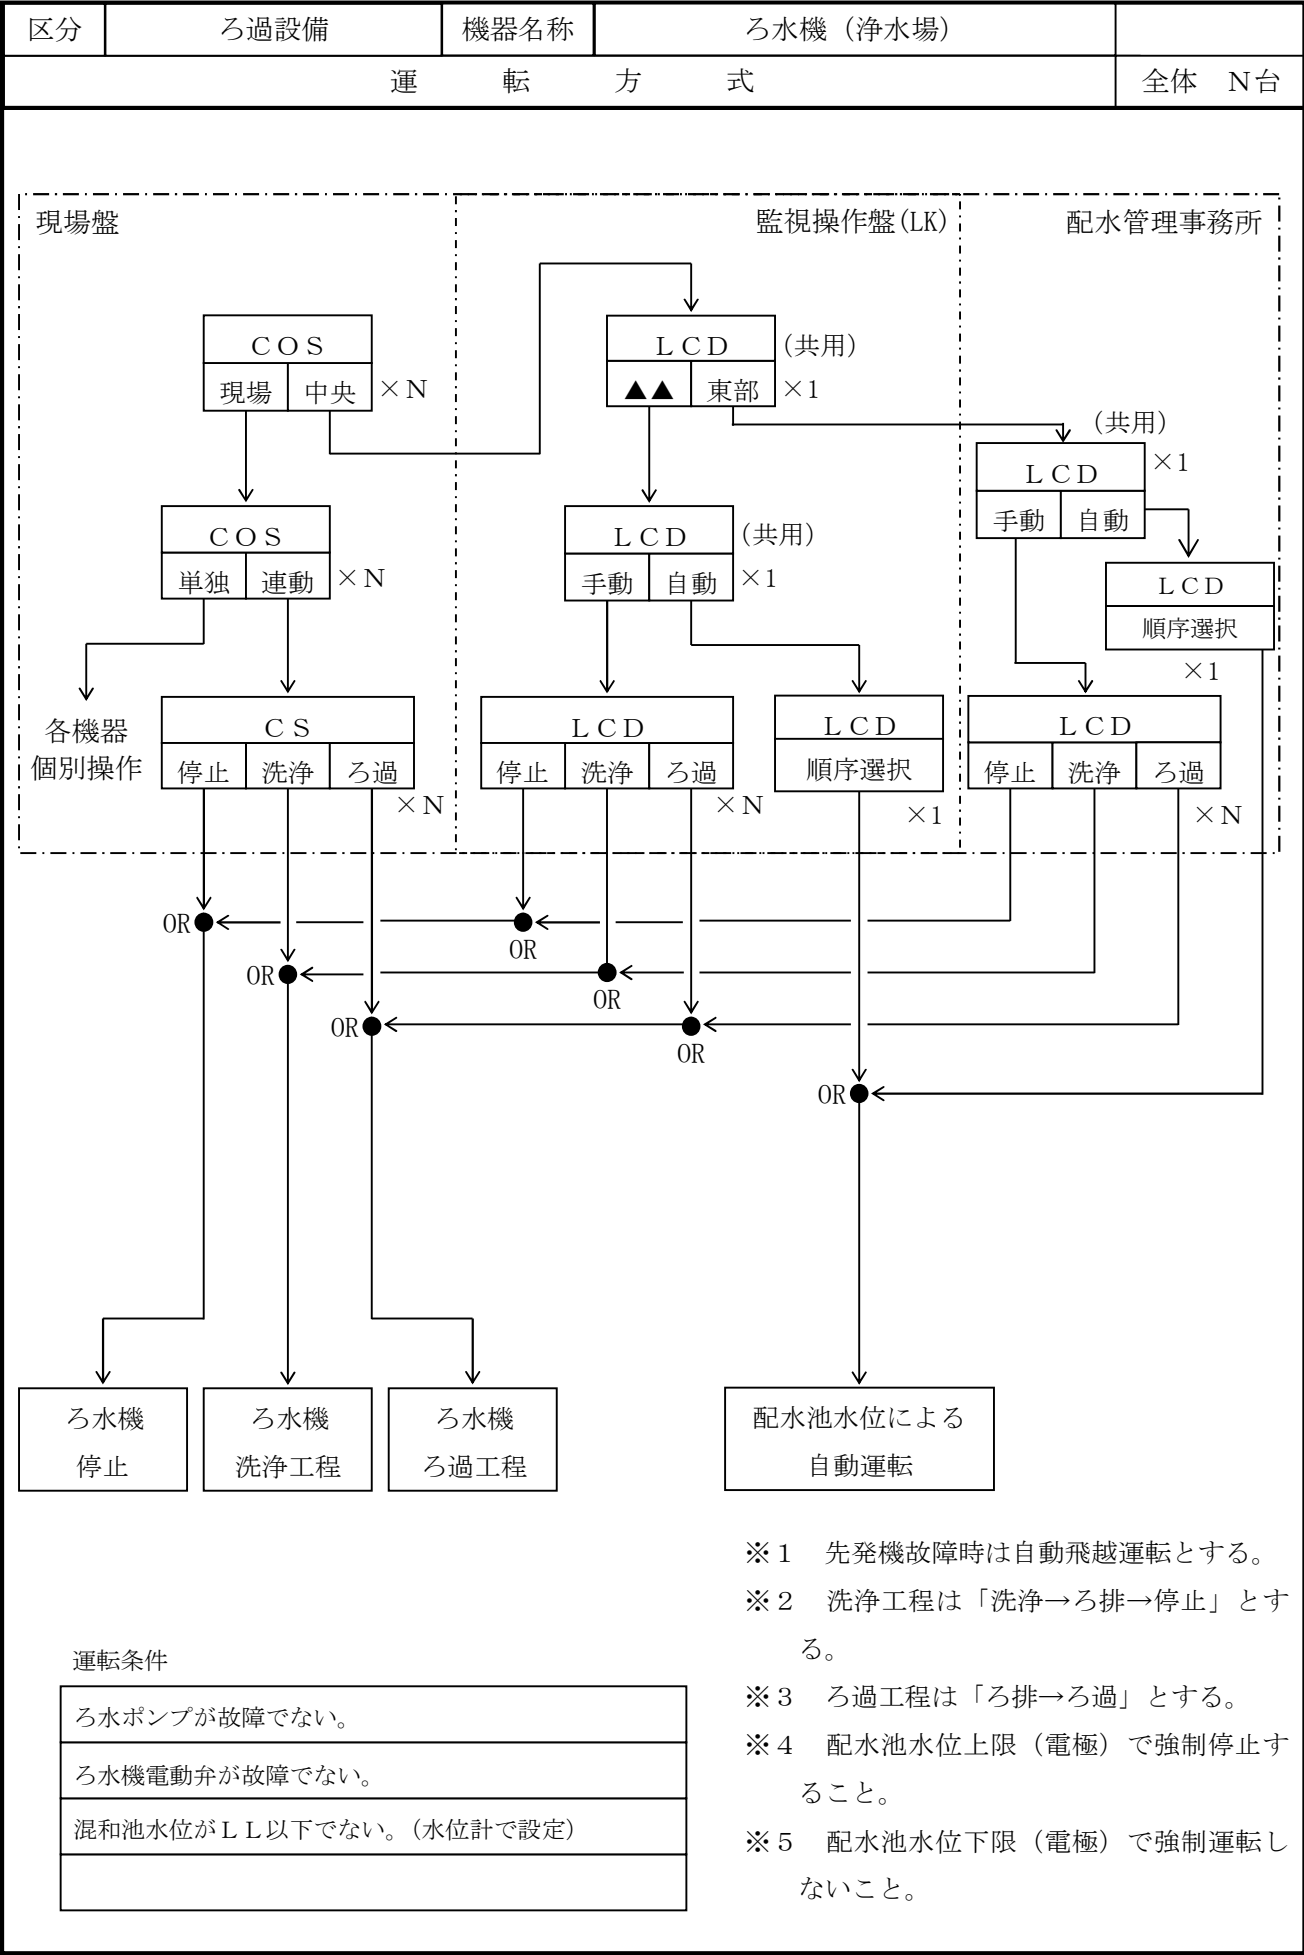 区分 ろ過設備 機器名称 ろ水機（浄水場）
運 転 方 式 全体 N台
現場盤 監視操作盤(LK) 配水管理事務所
COS
現場 中央 ×N
LCD (共用)
▲▲ 東部 ×1
(共用)
LCD ×1
手動 自動
COS
単独 連動 ×N
LCD (共用)
手動 自動 ×1
LCD
順序選択
×1
各機器
個別操作
CS
停止 洗浄 ろ過
×N
LCD
停止 洗浄 ろ過
×N
LCD
順序選択
×1
LCD
停止 洗浄 ろ過
×N
OR
OR
OR
OR
OR
OR
OR
ろ水機
停止
ろ水機
洗浄工程
ろ水機
ろ過工程
配水池水位による
自動運転
※1 先発機故障時は自動飛越運転とする。
※2 洗浄工程は「洗浄→ろ排→停止」とす
る。
※3 ろ過工程は「ろ排→ろ過」とする。
※4 配水池水位上限（電極）で強制停止す
ること。
※5 配水池水位下限（電極）で強制運転し
ないこと。
運転条件
ろ水ポンプが故障でない。
ろ水機電動弁が故障でない。
混和池水位がＬＬ以下でない。（水位計で設定）